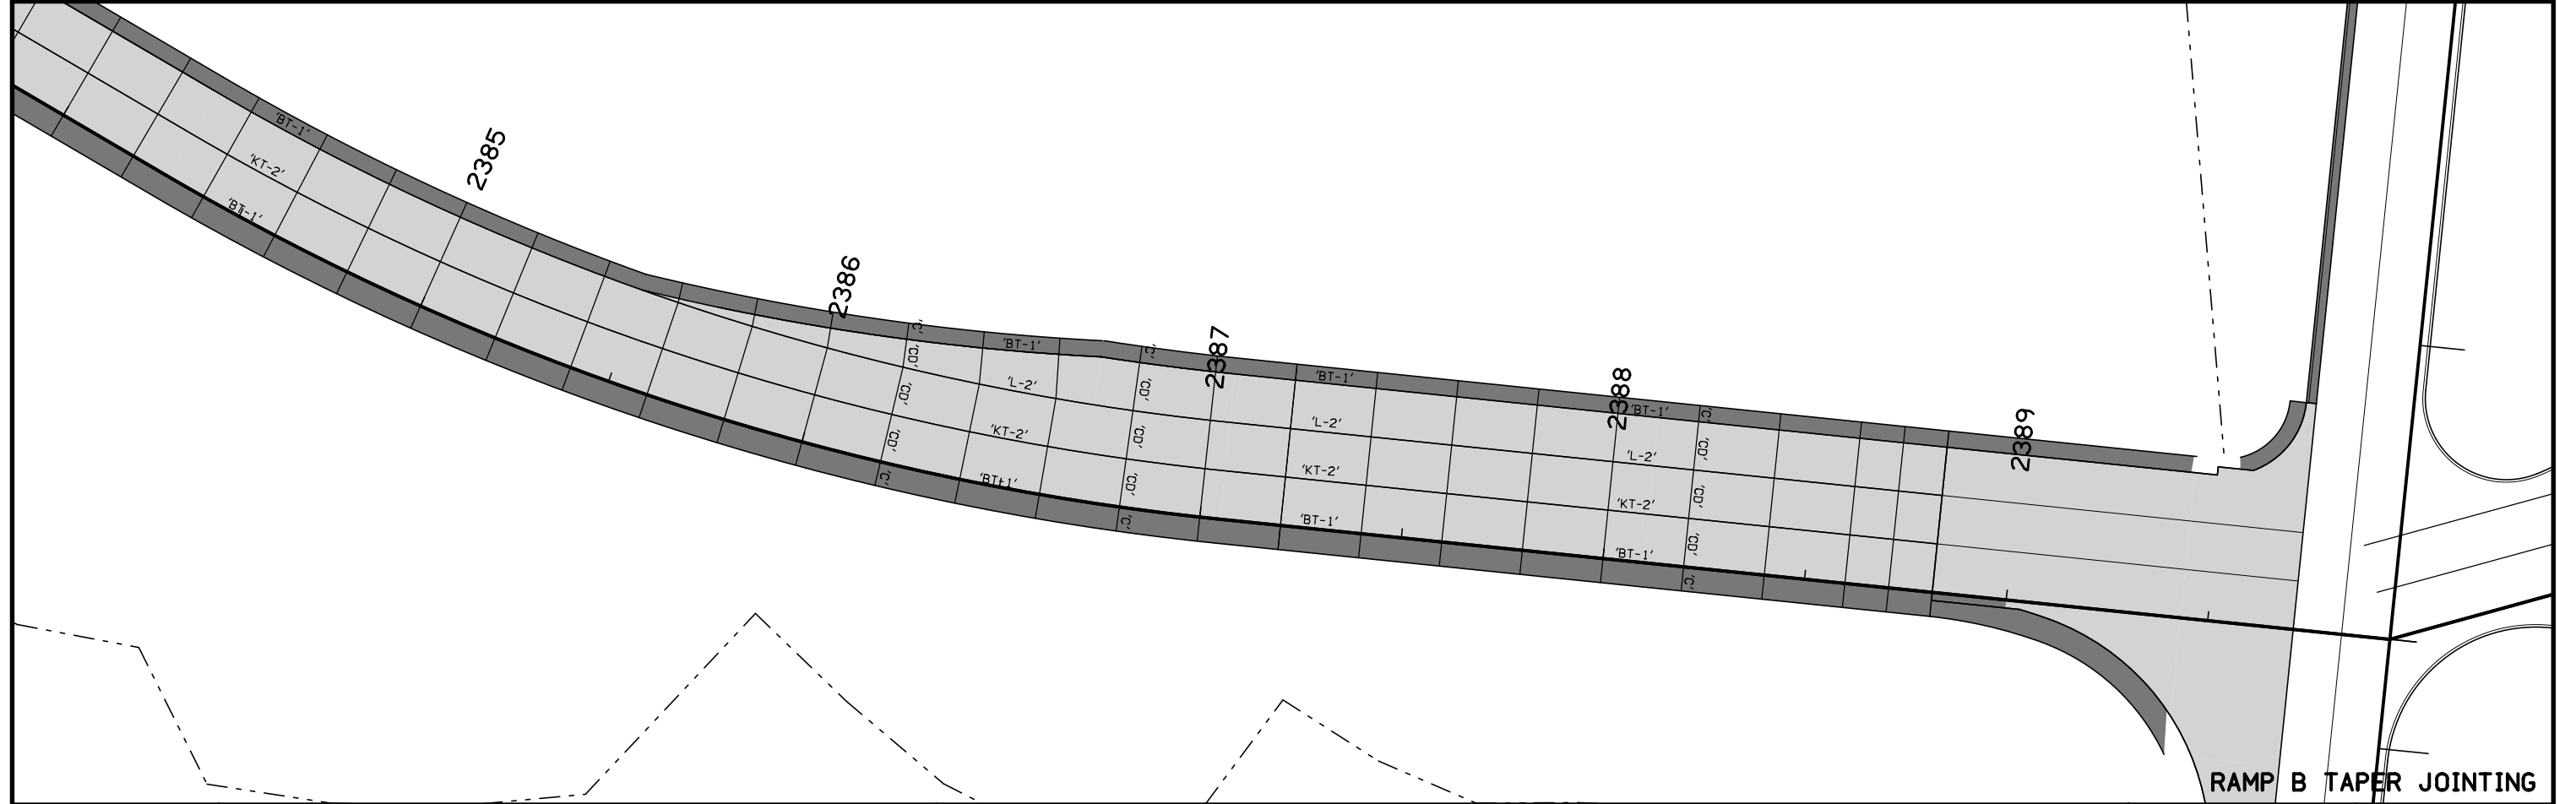 'BT-1'
'KT-2'
'BT-1'
2385
2386
'C'
'CD'
'CD'
'CD'
'C'
'BT-1'
'L-2'
'KT-2'
'BT-1'
'C'
'CD'
'CD'
'CD'
'C'
2387
'BT-1'
'L-2'
'KT-2'
'BT-1'
2388
'BT-1'
'L-2'
'KT-2'
'BT-1'
'C'
'CD'
'CD'
'CD'
'C'
2389
RAMP B TAPER JOINTING